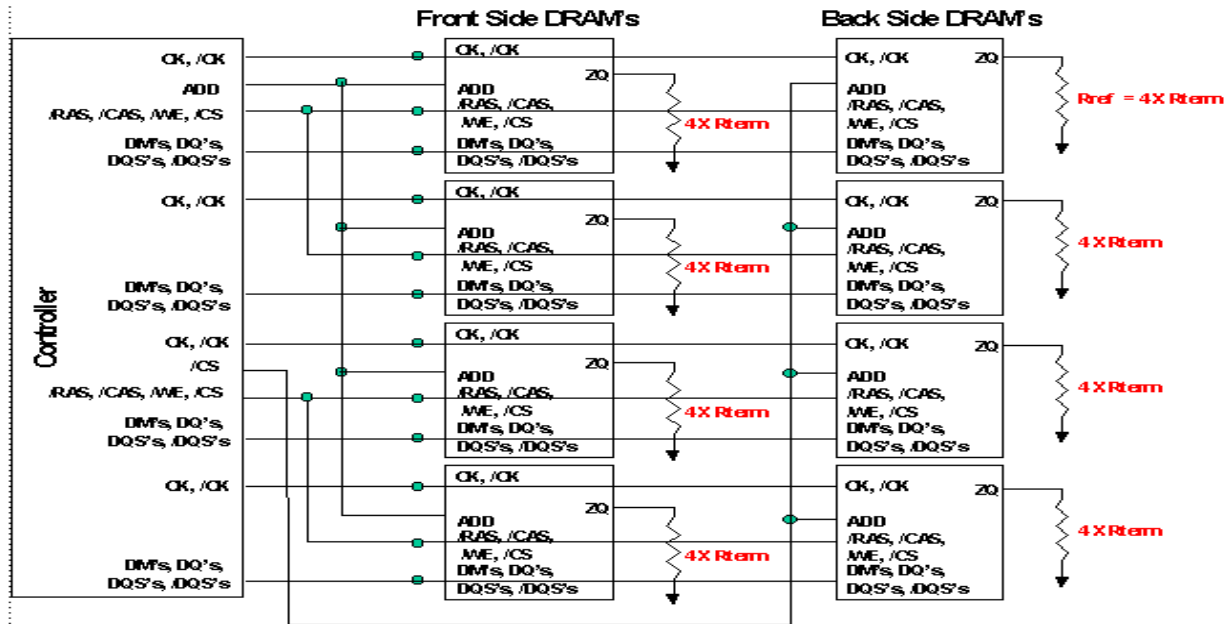 Front Side DRAM's
Back Side DRAM's
Controller
CK, /CK
ADD
/RAS, /CAS, /WE, /CS
DM's, DQ's,
DQS's, /DQS's
CK, /CK
DM's, DQ's,
DQS's, /DQS's
CK, /CK
/CS
/RAS, /CAS, /WE, /CS
DM's, DQ's,
DQS's, /DQS's
CK, /CK
DM's, DQ's,
DQS's, /DQS's
CK, /CK
ZQ
ADD
/RAS, /CAS,
/WE, /CS
DM's, DQ's,
DQS's, /DQS's
4X Rterm
CK, /CK
ZQ
ADD
/RAS, /CAS,
/WE, /CS
DM's, DQ's,
DQS's, /DQS's
4X Rterm
CK, /CK
ZQ
ADD
/RAS, /CAS,
/WE, /CS
DM's, DQ's,
DQS's, /DQS's
4X Rterm
CK, /CK
ZQ
ADD
/RAS, /CAS,
/WE, /CS
DM's, DQ's,
DQS's, /DQS's
4X Rterm
CK, /CK
ZQ
ADD
/RAS, /CAS,
/WE, /CS
DM's, DQ's,
DQS's, /DQS's
Rref = 4X Rterm
CK, /CK
ZQ
ADD
/RAS, /CAS,
/WE, /CS
DM's, DQ's,
DQS's, /DQS's
4X Rterm
CK, /CK
ZQ
ADD
/RAS, /CAS,
/WE, /CS
DM's, DQ's,
DQS's, /DQS's
4X Rterm
CK, /CK
ZQ
ADD
/RAS, /CAS,
/WE, /CS
DM's, DQ's,
DQS's, /DQS's
4X Rterm